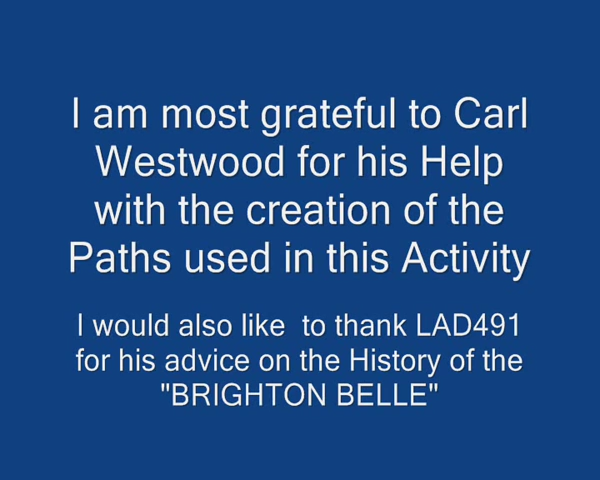 I am most grateful to Carl
Westwood for his Help
with the creation of the
Paths used in this Activity
I would also like  to thank LAD491
for his advice on the History of the
"BRIGHTON BELLE"